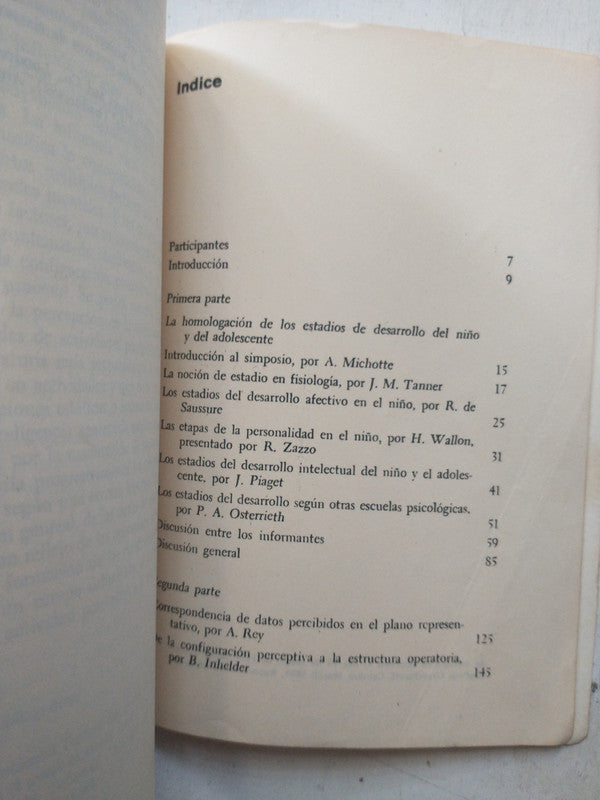 Indice
Participantes 7
Introducción 9
Primera parte
La homologación de los estadios de desarrollo del niño
y del adolescente
Introducción al simposio, por A. Michotte 15
La noción de estadio en fisiología, por J. M. Tanner 17
Los estadios del desarrollo afectivo en el niño, por R. de
Saussure 25
Las etapas de la personalidad en el niño, por H. Wallon,
presentado por R. Zazzo 31
Los estadios del desarrollo intelectual del niño y el adoles-
cente, por J. Piaget 41
Los estadios del desarrollo según otras escuelas psicológicas,
por P. A. Osterrieth 51
Discusión entre los informantes 59
Discusión general 85
Segunda parte
Correspondencia de datos percibidos en el plano represen-
tativo, por A. Rey 125
De la configuración perceptiva a la estructura operatoria,
por B. Inhelder 145